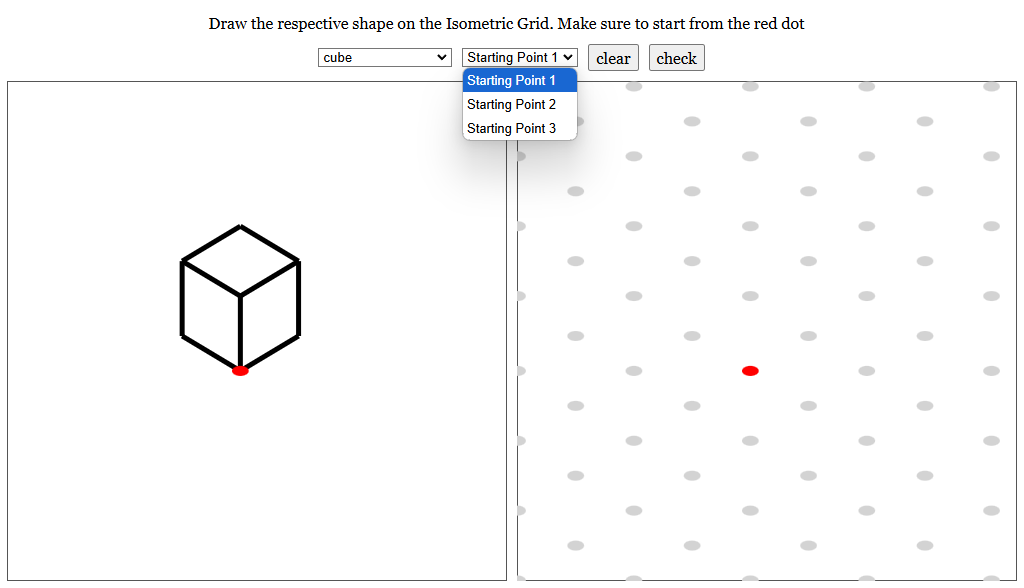 Draw the respective shape on the Isometric Grid. Make sure to start from the red dot
cube Starting Point 1 clear check
Starting Point 1
Starting Point 2
Starting Point 3